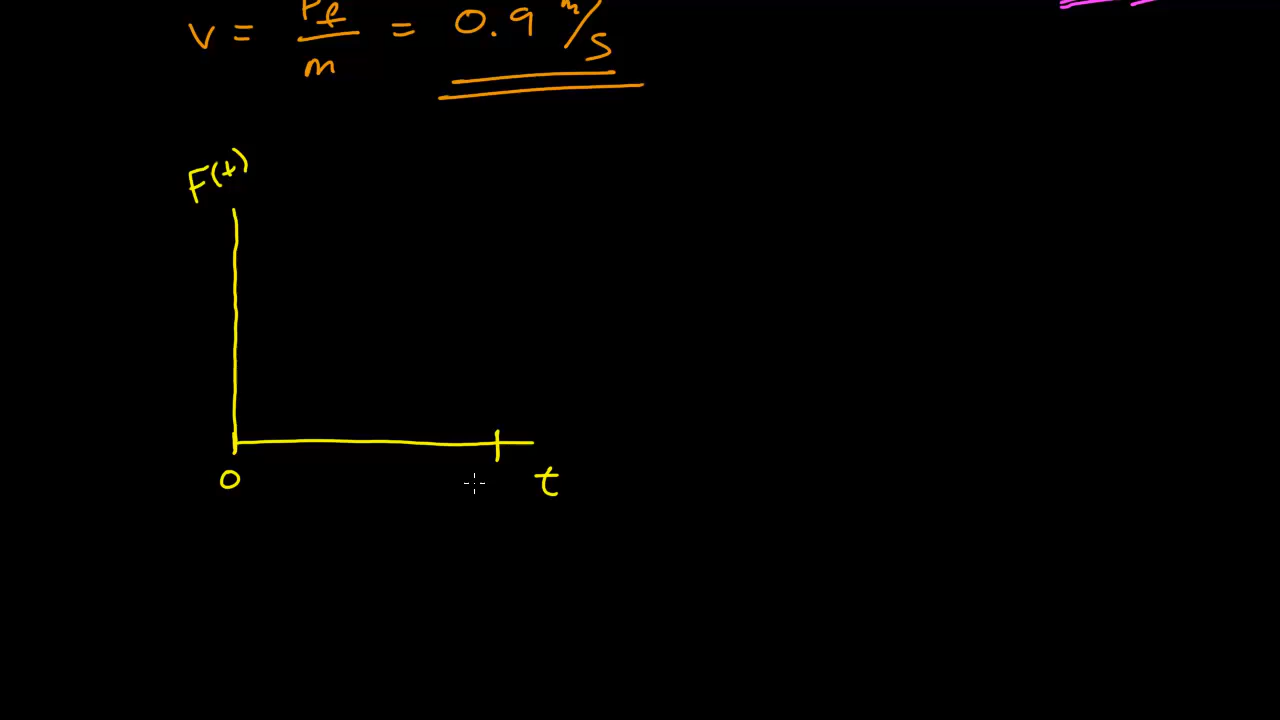 v = Pf/m = 0.9 m/s
F(t)
0 t